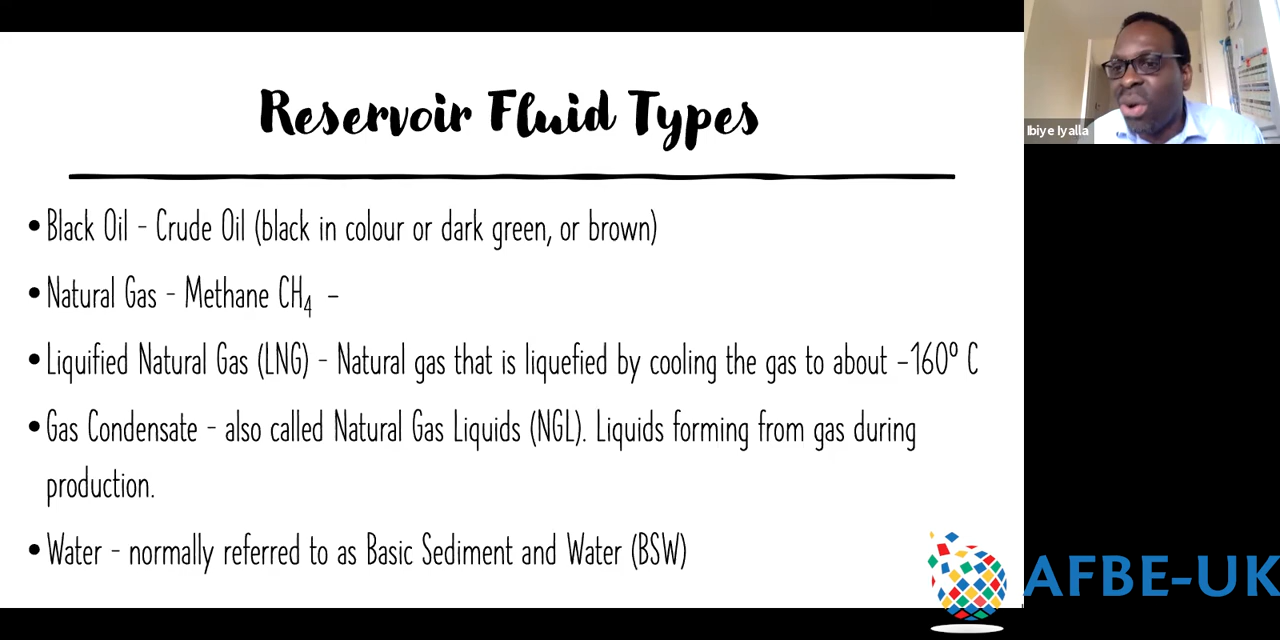 Reservoir Fluid Types
•Black Oil - Crude Oil (black in colour or dark green, or brown)
•Natural Gas - Methane CH₄ -
•Liquified Natural Gas (LNG) - Natural gas that is liquefied by cooling the gas to about -160° C
•Gas Condensate - also called Natural Gas Liquids (NGL). Liquids forming from gas during
production.
•Water - normally referred to as Basic Sediment and Water (BSW)
Ibiye Iyalla
AFBE-UK